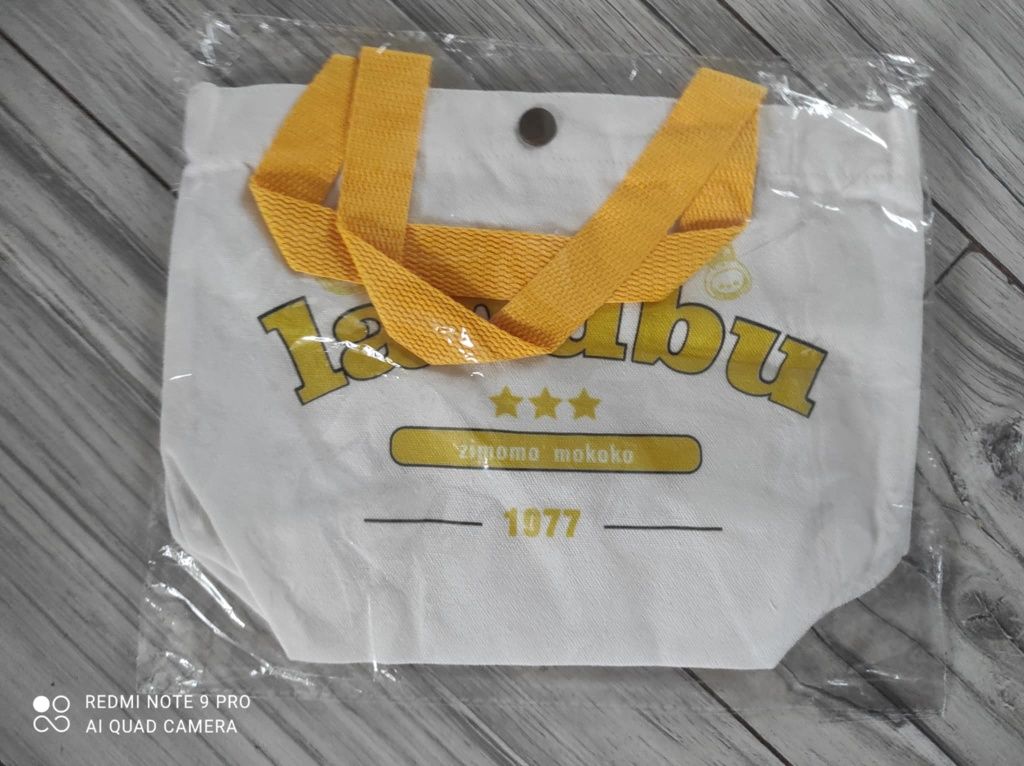 zimomo mokoko
1977
REDMI NOTE 9 PRO
AI QUAD CAMERA